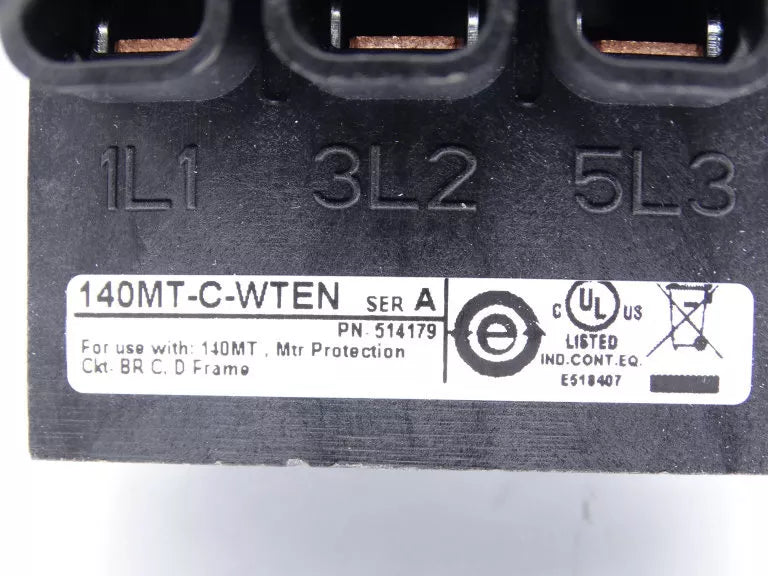 1L1 3L2 5L3
140MT-C-WTEN SER A
PN- 514179
For use with: 140MT , Mtr Protection
Ckt. BR C, D Frame
e
C UL US
LISTED
IND.CONT.EQ.
E518407